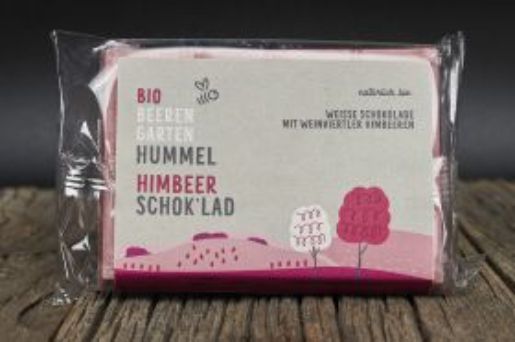 BIO
BEEREN
GARTEN
HUMMEL
HIMBEER
SCHOK'LAD
natürlich bio
WEISSE SCHOKOLADE
MIT WEINVIERTLER HIMBEEREN